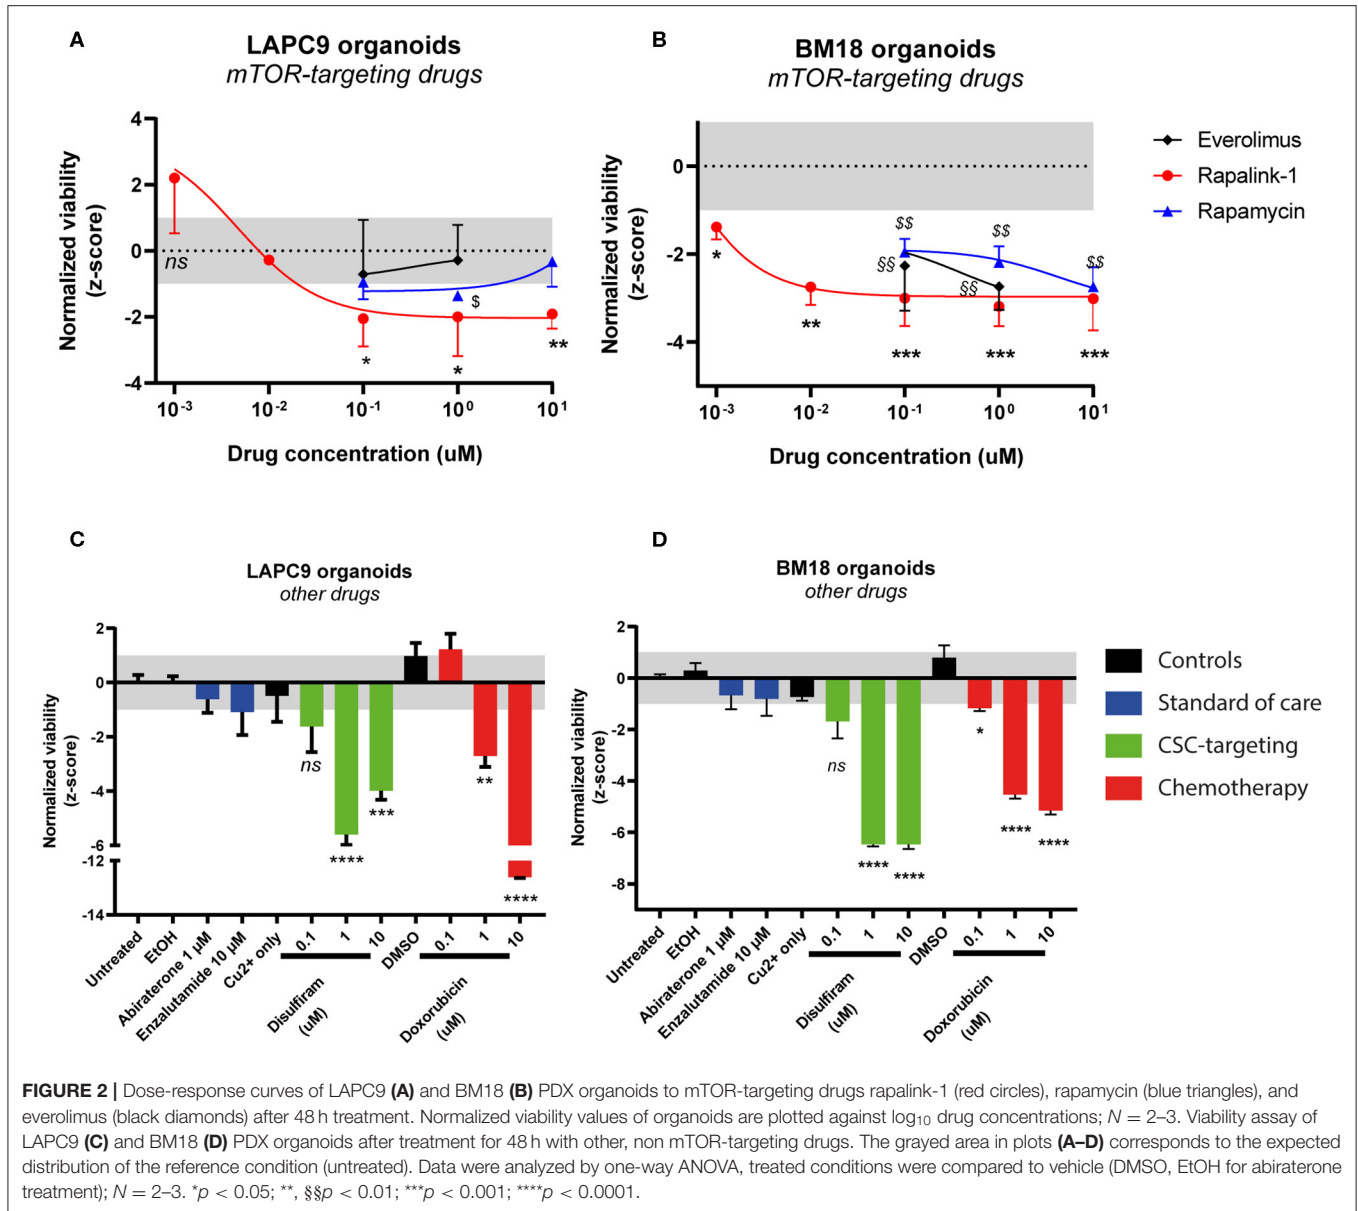 A
LAPC9 organoids
mTOR-targeting drugs
Normalized viability
(z-score)
4
2
0
-2
-4
ns
*
*
$
**
10-3
10-2
10-1
100
101
Drug concentration (uM)
B
BM18 organoids
mTOR-targeting drugs
Normalized viability
(z-score)
0
-2
-4
*
**
$$
§§
***
$$
§§
***
$$
***
10-3
10-2
10-1
100
101
Drug concentration (uM)
Everolimus
Rapalink-1
Rapamycin
C
LAPC9 organoids
other drugs
Normalized viability
(z-score)
2
0
-2
-4
-6
-12
-14
ns
****
***
**
****
Untreated
EtOH
Abiraterone 1 µM
Enzalutamide 10 µM
Cu2+ only
0.1
1
10
Disulfiram
(uM)
DMSO
0.1
1
10
Doxorubicin
(uM)
D
BM18 organoids
other drugs
Normalized viability
(z-score)
2
0
-2
-4
-6
-8
ns
****
****
*
****
****
Untreated
EtOH
Abiraterone 1 µM
Enzalutamide 10 µM
Cu2+ only
0.1
1
10
Disulfiram
(uM)
DMSO
0.1
1
10
Doxorubicin
(uM)
Controls
Standard of care
CSC-targeting
Chemotherapy
FIGURE 2 | Dose-response curves of LAPC9 (A) and BM18 (B) PDX organoids to mTOR-targeting drugs rapalink-1 (red circles), rapamycin (blue triangles), and
everolimus (black diamonds) after 48 h treatment. Normalized viability values of organoids are plotted against log10 drug concentrations; N = 2–3. Viability assay of
LAPC9 (C) and BM18 (D) PDX organoids after treatment for 48 h with other, non mTOR-targeting drugs. The grayed area in plots (A–D) corresponds to the expected
distribution of the reference condition (untreated). Data were analyzed by one-way ANOVA, treated conditions were compared to vehicle (DMSO, EtOH for abiraterone
treatment); N = 2–3. *p < 0.05; **, §§p < 0.01; ***p < 0.001; ****p < 0.0001.